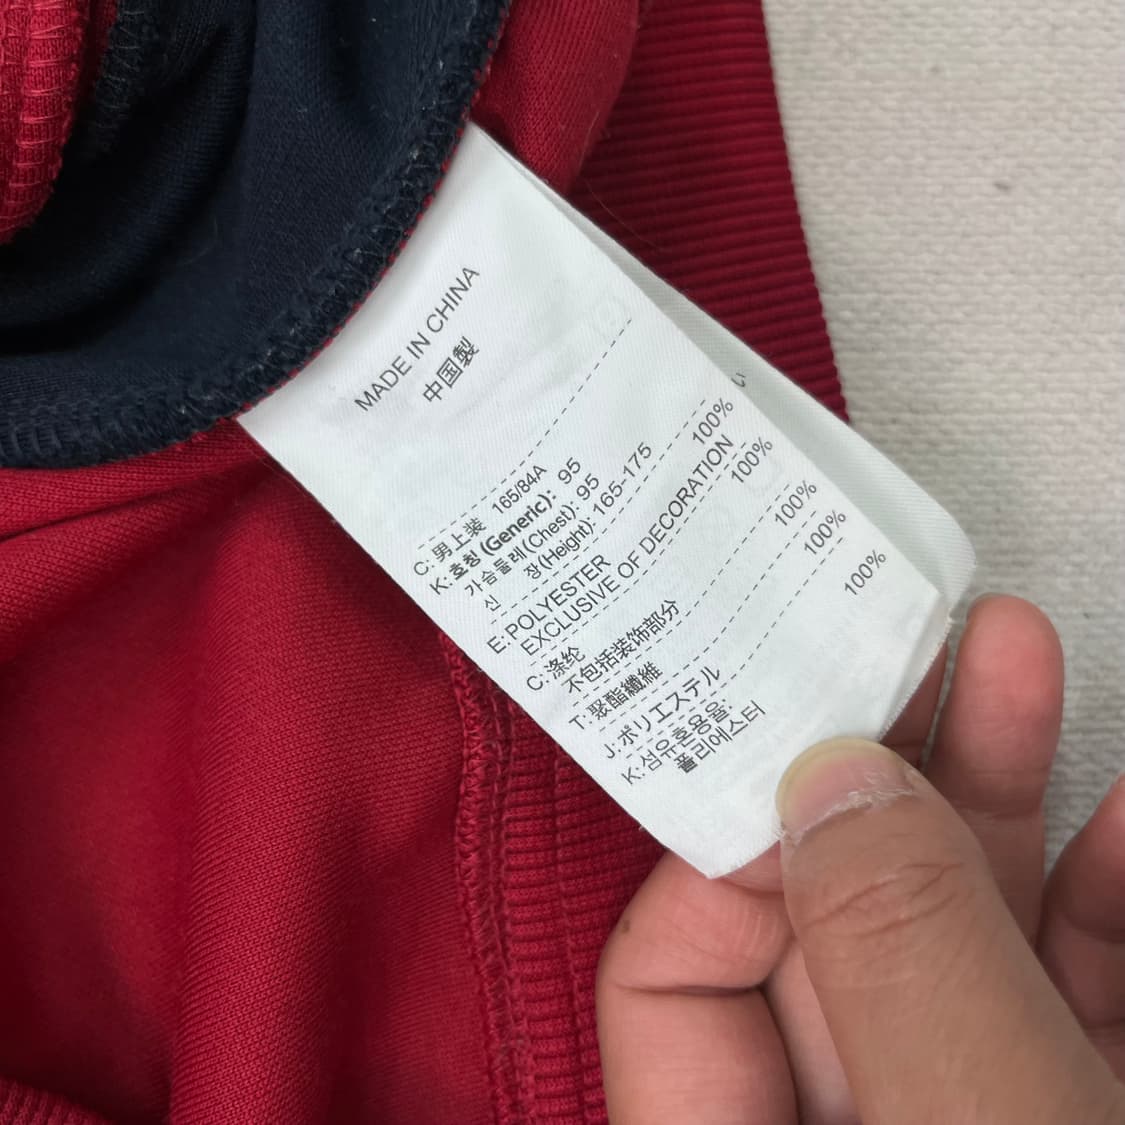 MADE IN CHINA
中国製
C: 男上装 165/84A
K: 호칭 (Generic): 95
가슴둘레(Chest): 95
신 장(Height): 165-175
E: POLYESTER 100%
EXCLUSIVE OF DECORATION
C: 涤纶 100%
不包括装饰部分
T: 聚酯纖維 100%
J: ポリエステル 100%
K: 섬유혼용율:
폴리에스터 100%
い